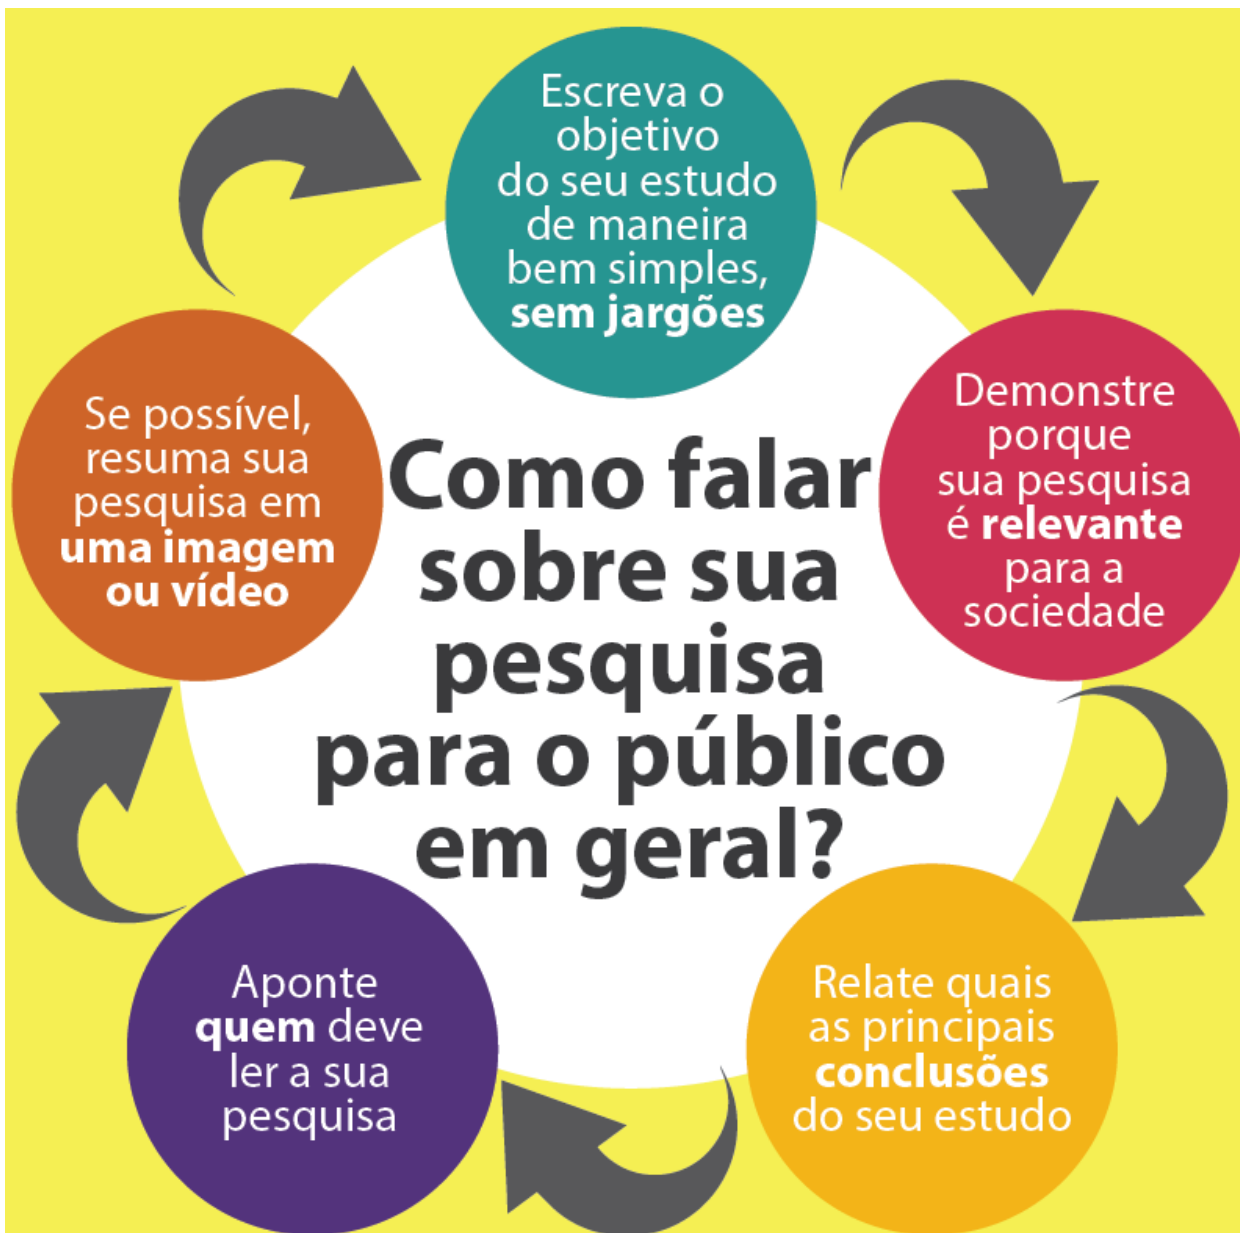 Como falar
sobre sua
pesquisa
para o público
em geral?
Escreva o
objetivo
do seu estudo
de maneira
bem simples,
sem jargões
Demonstre
porque
sua pesquisa
é relevante
para a
sociedade
Relate quais
as principais
conclusões
do seu estudo
Aponte
quem deve
ler a sua
pesquisa
Se possível,
resuma sua
pesquisa em
uma imagem
ou vídeo